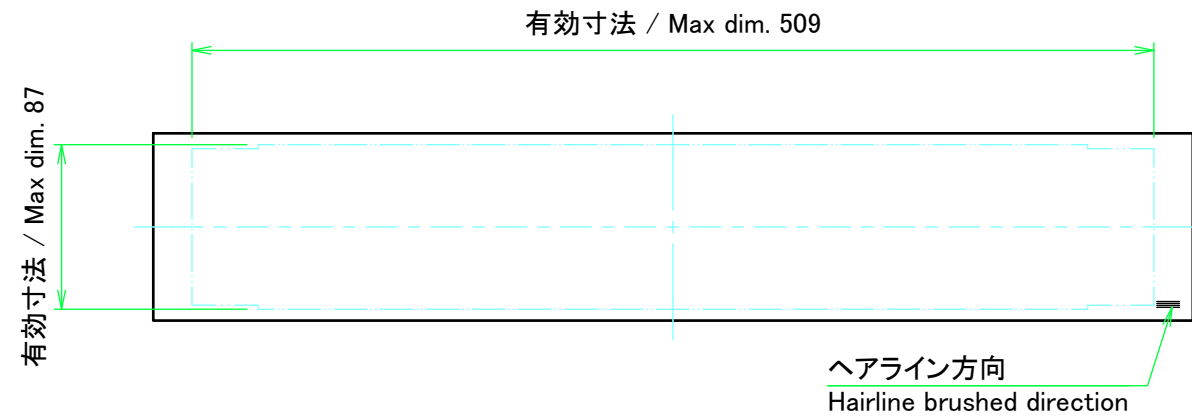 有効寸法 / Max dim. 509
有効寸法 / Max dim. 87
ヘアライン方向
Hairline brushed direction